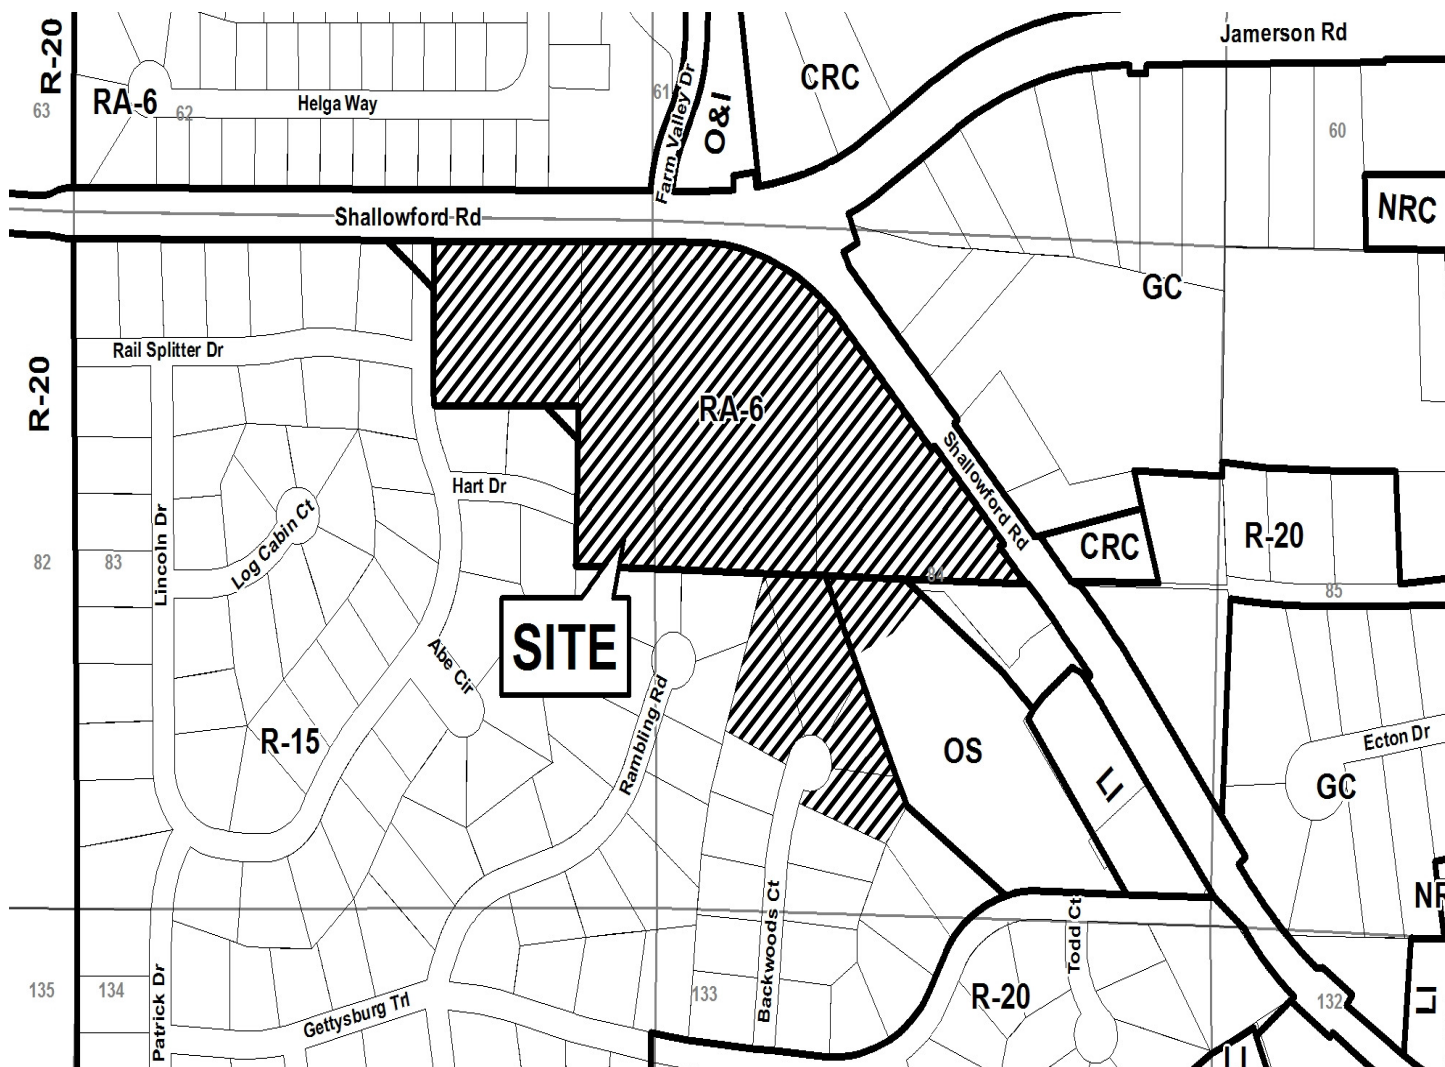 R-20
Jamerson Rd
CRC
RA-6
Helga Way
63
62
61
Farm Valley Dr
O&I
60
NRC
Shallowford Rd
GC
Rail Splitter Dr
R-20
RA-6
Hart Dr
Shallowford Rd
Lincoln Dr
Log Cabin Ct
CRC
R-20
82
83
84
85
SITE
Abe Cir
Rambling Rd
R-15
OS
LI
Ecton Dr
GC
Backwoods Ct
Todd Ct
135
134
Patrick Dr
Gettysburg Trl
133
R-20
132
LI
LI